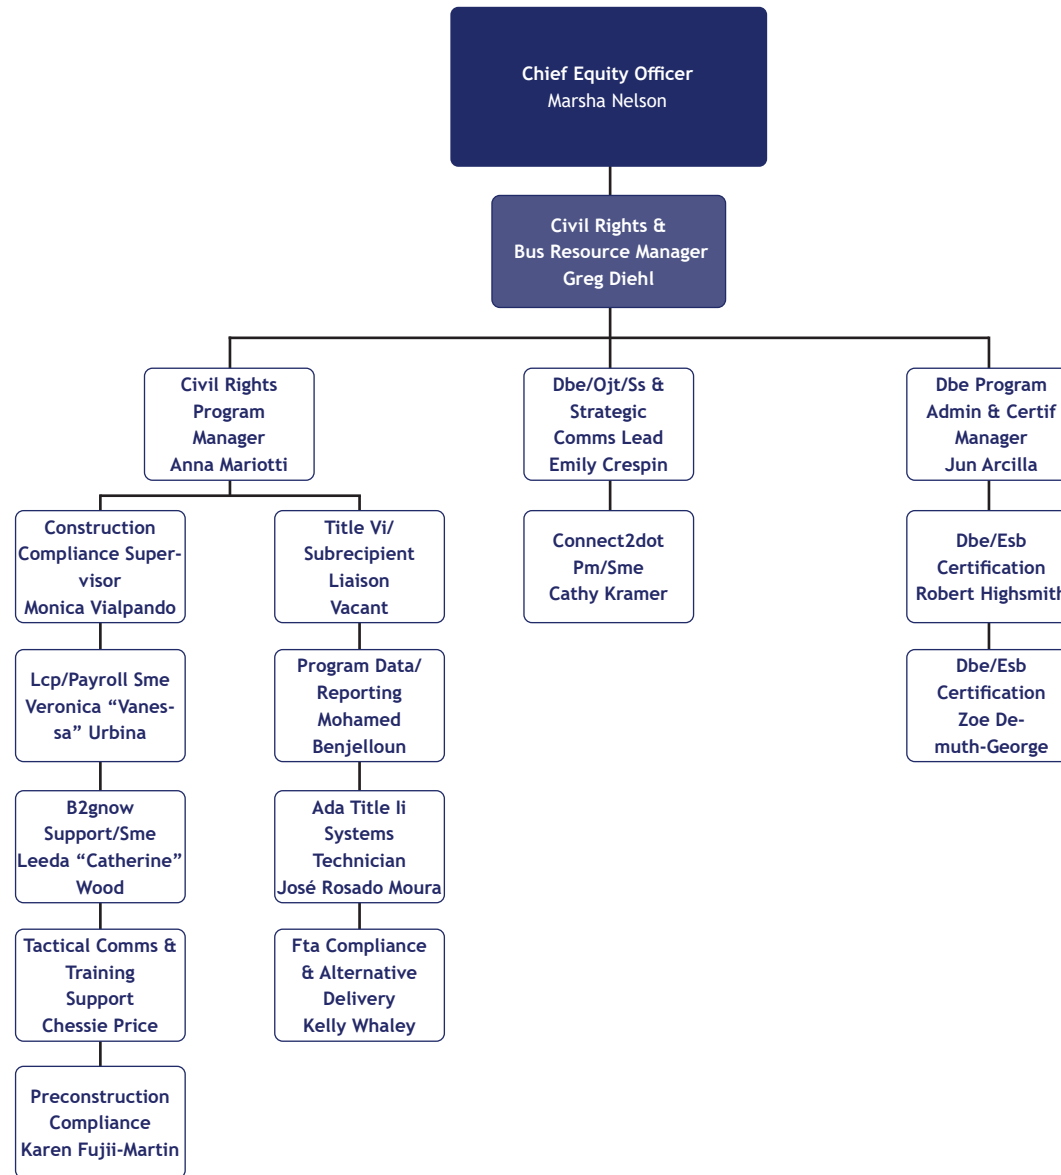 Chief Equity Officer
Marsha Nelson
Civil Rights &
Bus Resource Manager
Greg Diehl
Civil Rights
Program
Manager
Anna Mariotti
Dbe/Ojt/Ss &
Strategic
Comms Lead
Emily Crespin
Dbe Program
Admin & Certif
Manager
Jun Arcilla
Construction
Compliance Super-
visor
Monica Vialpando
Title Vi/
Subrecipient
Liaison
Vacant
Connect2dot
Pm/Sme
Cathy Kramer
Dbe/Esb
Certification
Robert Highsmith
Lcp/Payroll Sme
Veronica “Vanes-
sa” Urbina
Program Data/
Reporting
Mohamed
Benjelloun
Dbe/Esb
Certification
Zoe De-
muth-George
B2gnow
Support/Sme
Leeda “Catherine”
Wood
Ada Title Ii
Systems
Technician
José Rosado Moura
Tactical Comms &
Training
Support
Chessie Price
Fta Compliance
& Alternative
Delivery
Kelly Whaley
Preconstruction
Compliance
Karen Fujii-Martin